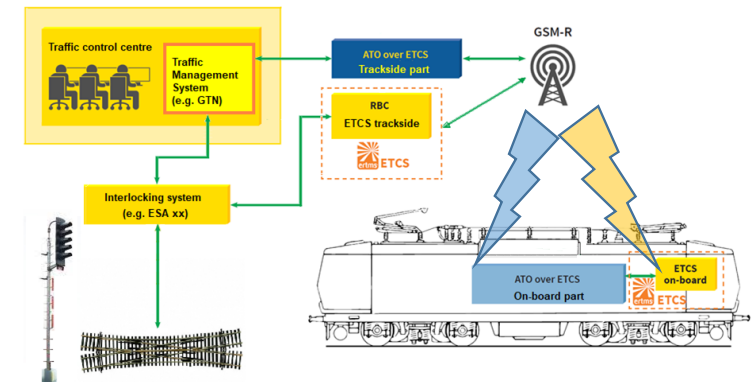 Traffic control centre
Traffic
Management
System
(e.g. GTN)
ATO over ETCS
Trackside part
GSM-R
RBC
ETCS trackside
ertms ETCS
Interlocking system
(e.g. ESA xx)
ATO over ETCS
On-board part
ETCS
on-board
ertms ETCS